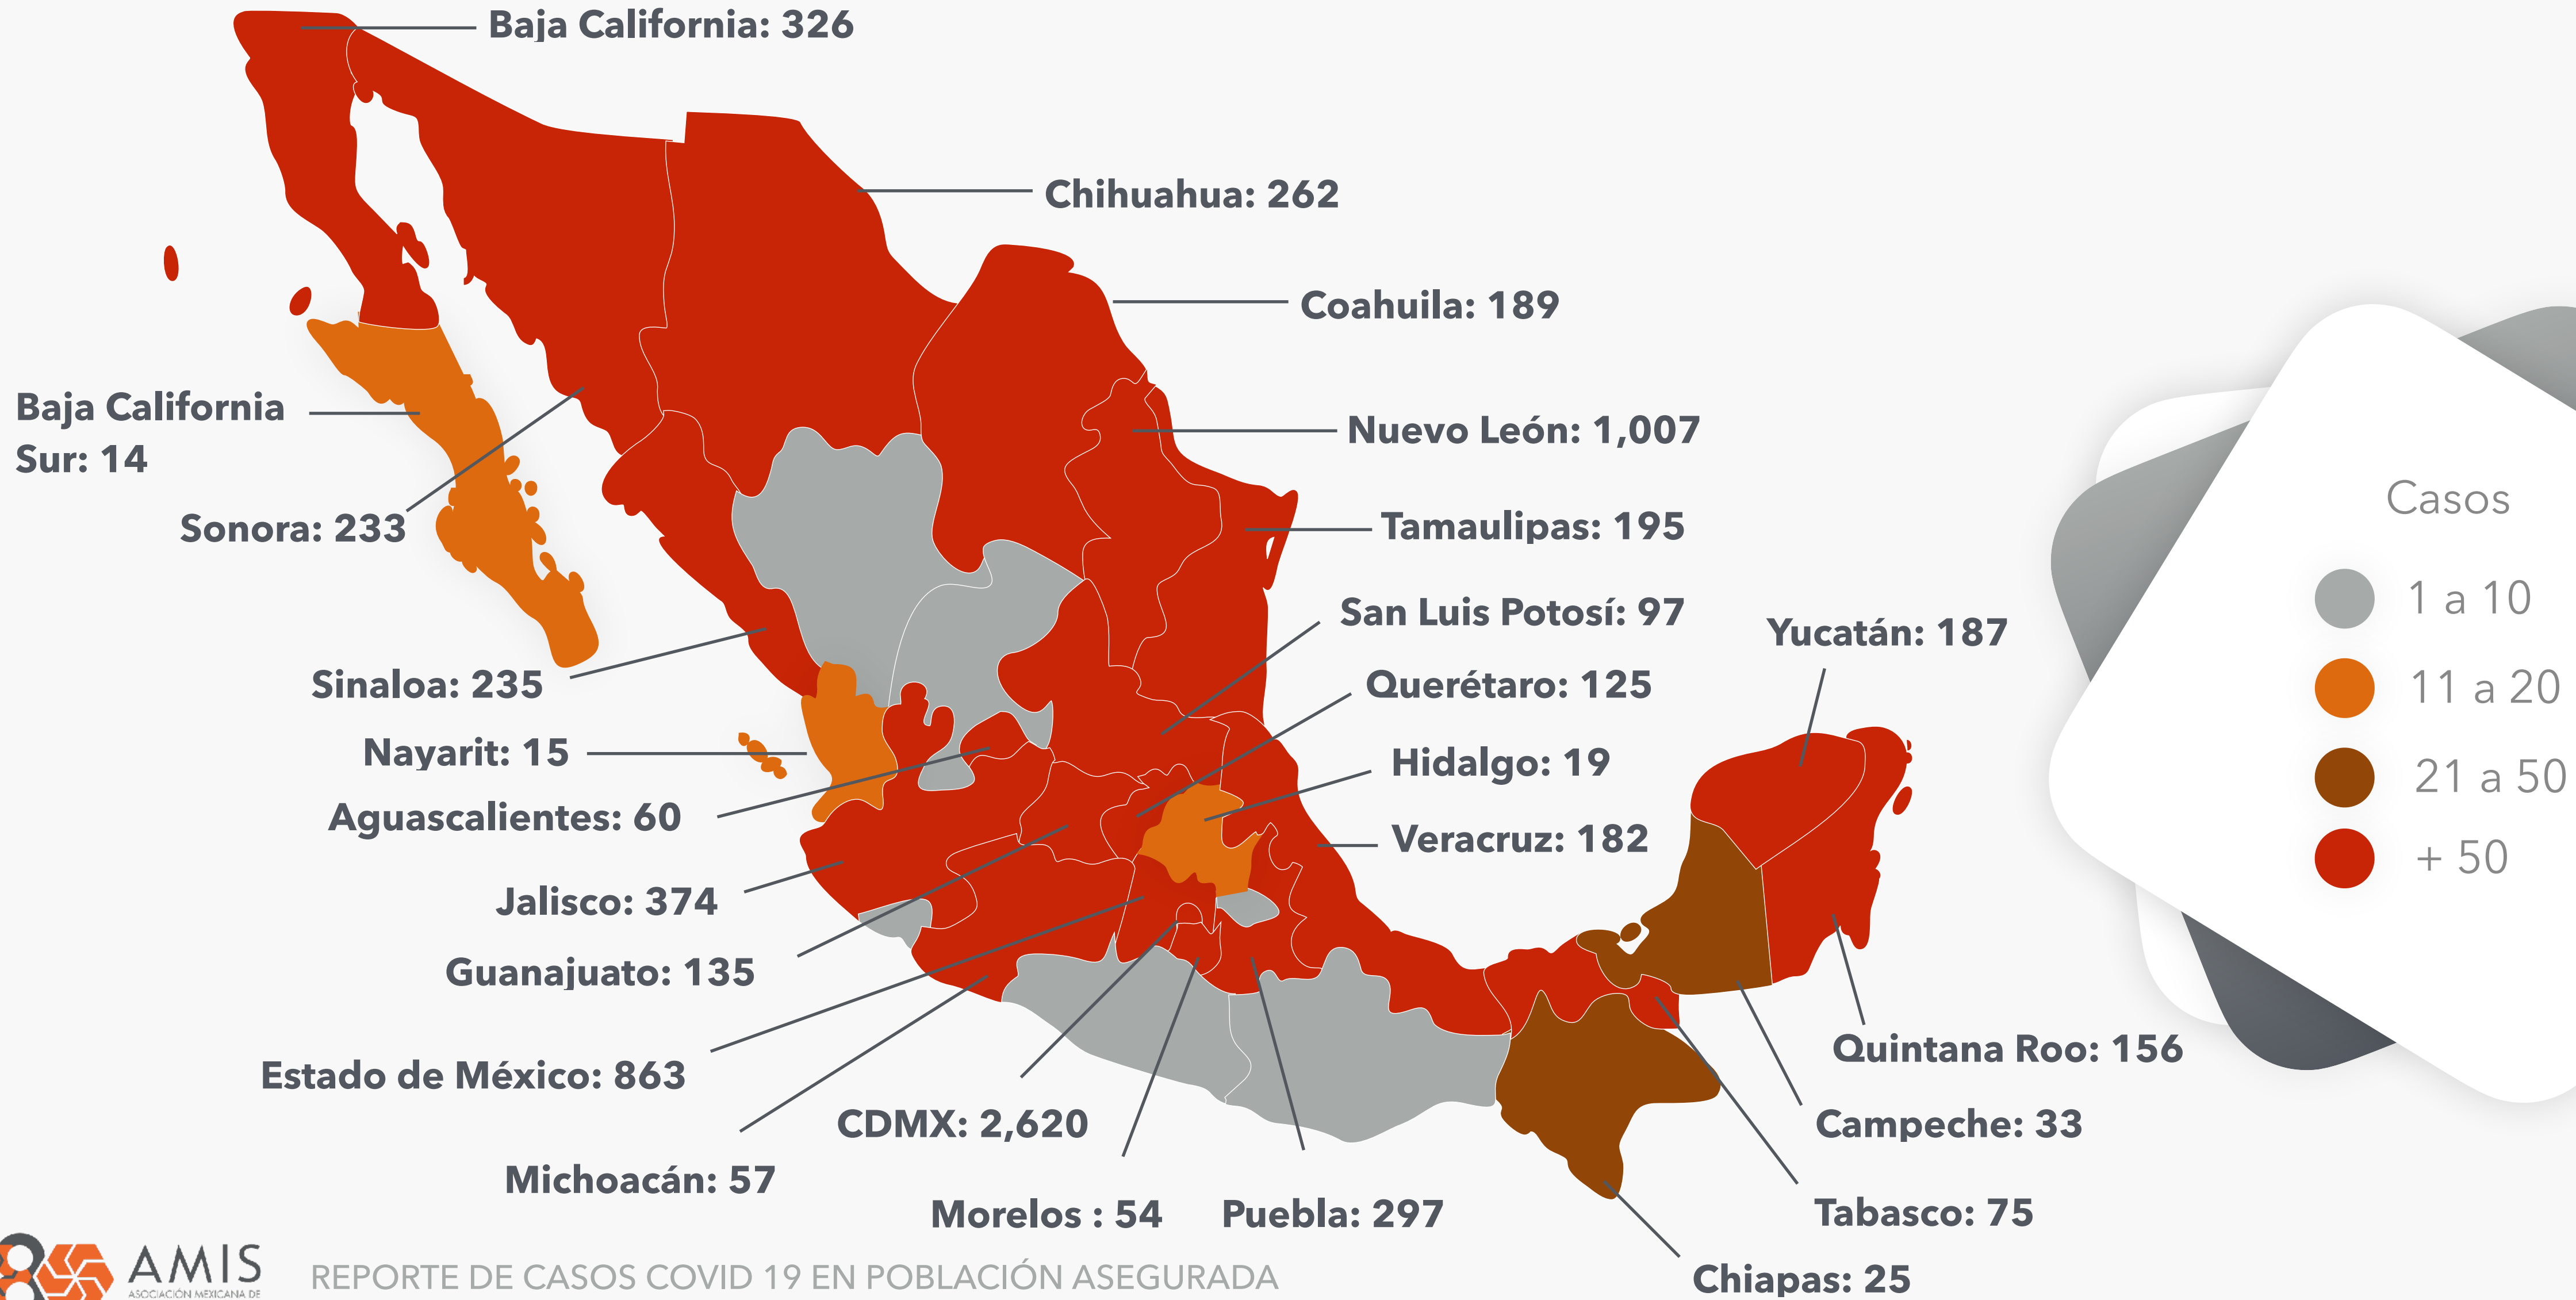 Baja California: 326
Chihuahua: 262
Coahuila: 189
Baja California
Sur: 14
Nuevo León: 1,007
Sonora: 233
Tamaulipas: 195
San Luis Potosí: 97
Yucatán: 187
Sinaloa: 235
Querétaro: 125
Nayarit: 15
Hidalgo: 19
Aguascalientes: 60
Veracruz: 182
Jalisco: 374
Guanajuato: 135
Estado de México: 863
Quintana Roo: 156
CDMX: 2,620
Campeche: 33
Michoacán: 57
Morelos : 54
Puebla: 297
Tabasco: 75
Chiapas: 25
Casos
1 a 10
11 a 20
21 a 50
+ 50
AMIS
ASOCIACIÓN MEXICANA DE
REPORTE DE CASOS COVID 19 EN POBLACIÓN ASEGURADA